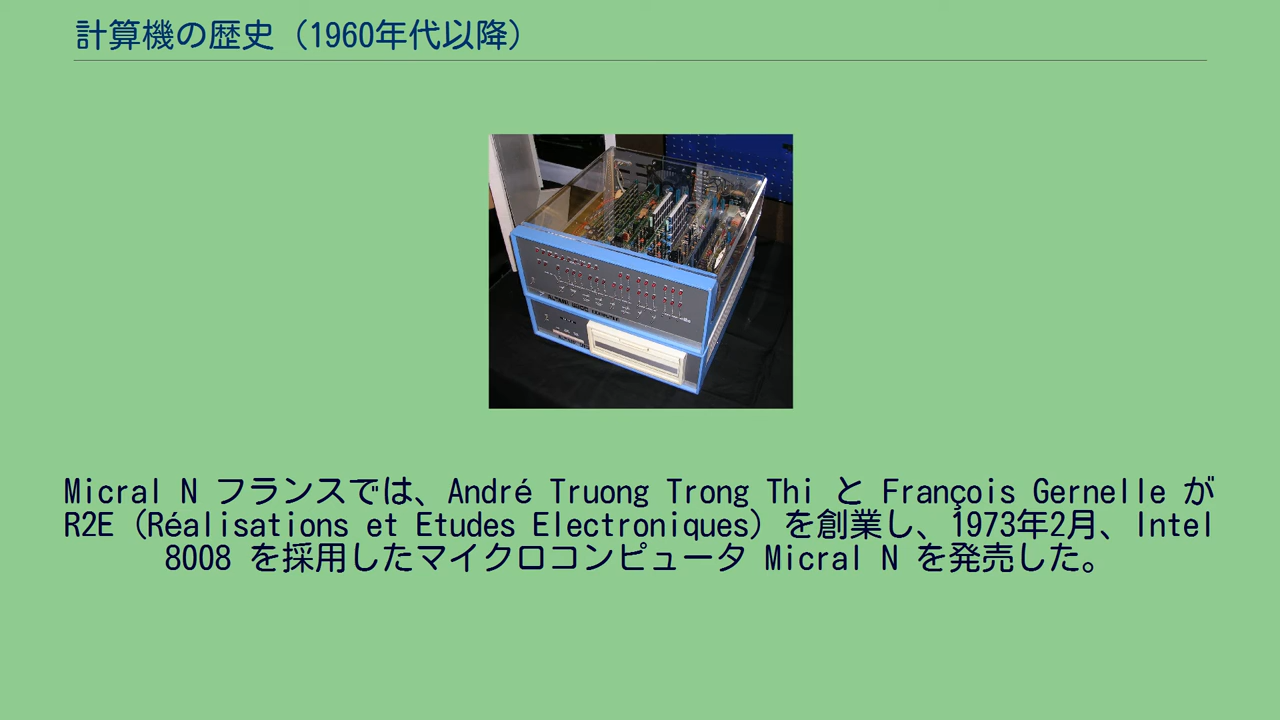 計算機の歴史（1960年代以降）
Micral N フランスでは、André Truong Trong Thi と François Gernelle が
R2E（Réalisations et Etudes Electroniques）を創業し、1973年2月、Intel
8008 を採用したマイクロコンピュータ Micral N を発売した。